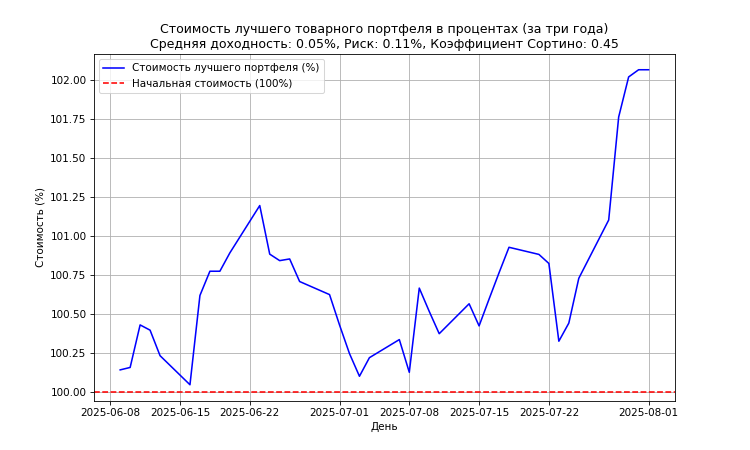 Стоимость лучшего товарного портфеля в процентах (за три года)
Средняя доходность: 0.05%, Риск: 0.11%, Коэффициент Сортино: 0.45
Стоимость лучшего портфеля (%)
Начальная стоимость (100%)
Стоимость (%)
102.00
101.75
101.50
101.25
101.00
100.75
100.50
100.25
100.00
2025-06-08 2025-06-15 2025-06-22 2025-07-01 2025-07-08 2025-07-15 2025-07-22 2025-08-01
День